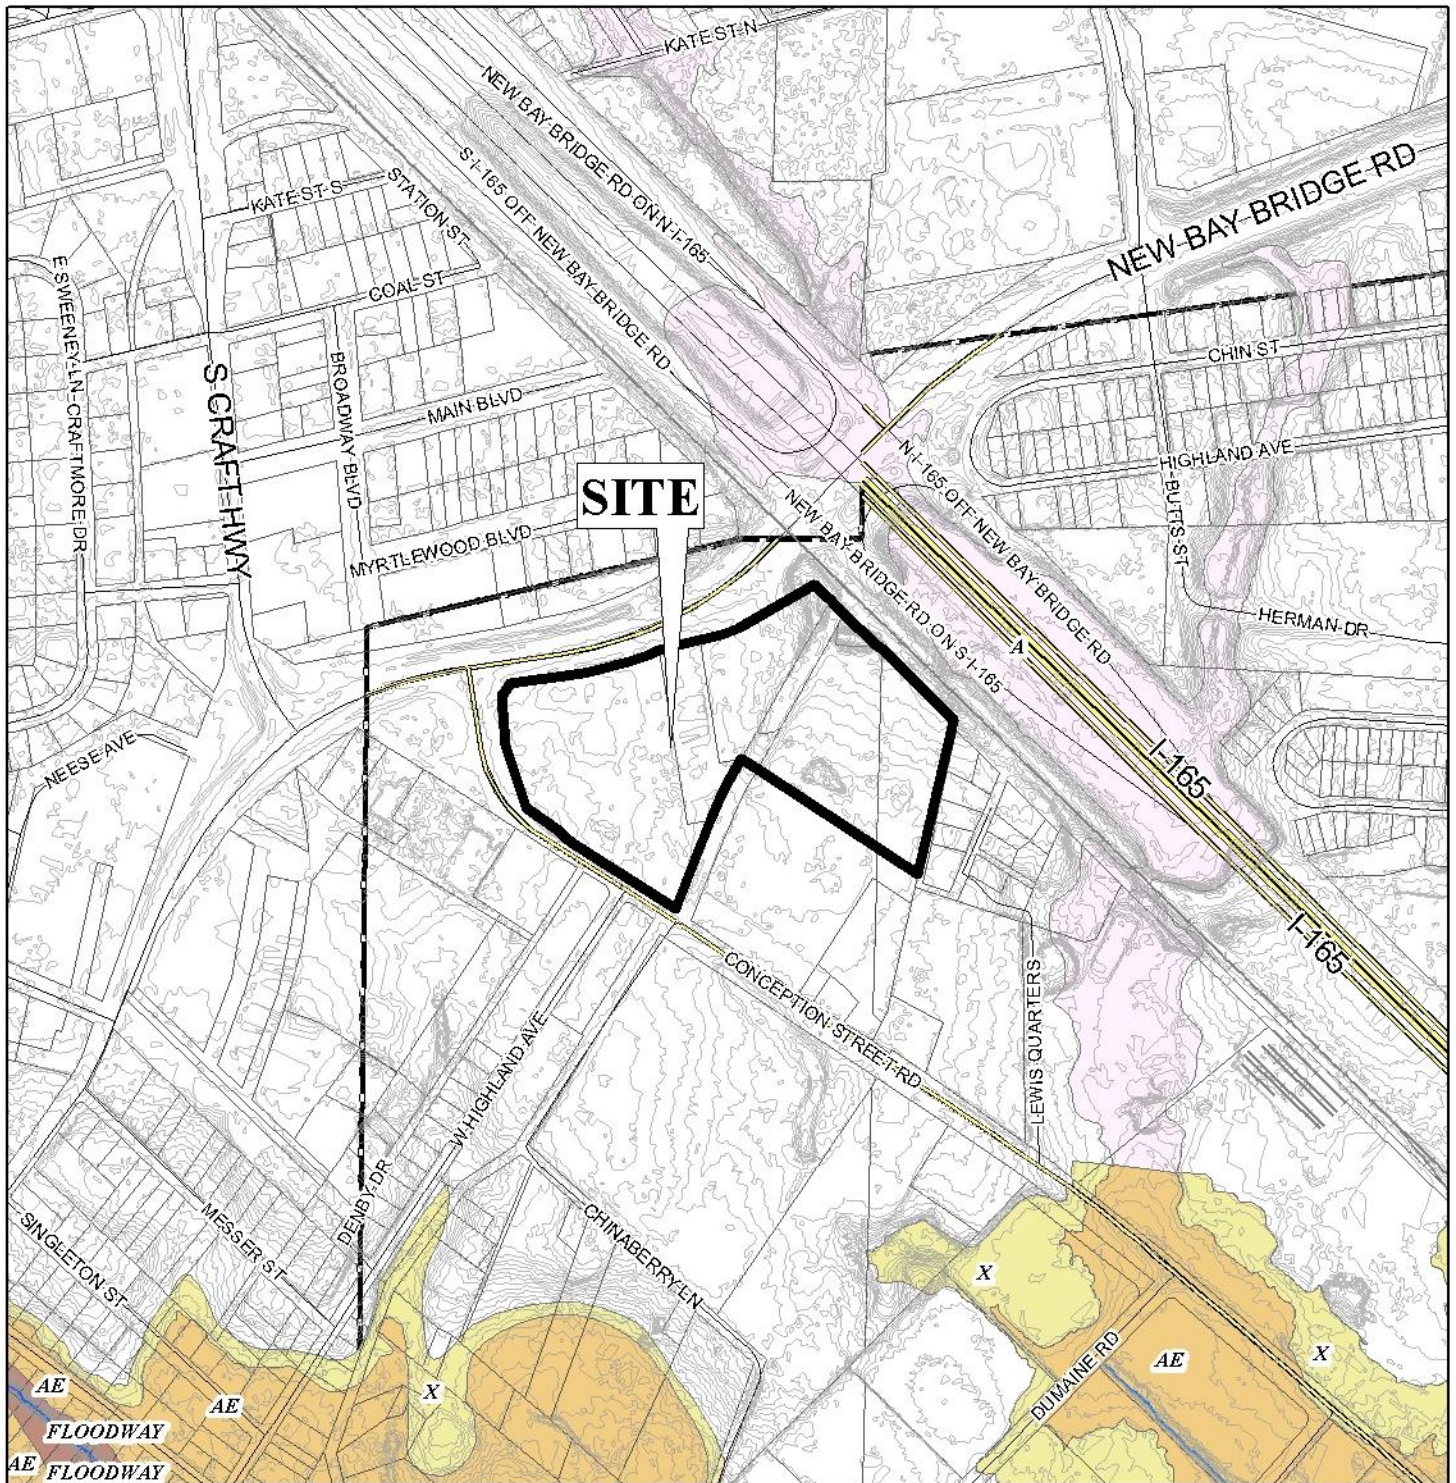 KATE ST N
NEW BAY BRIDGE RD ON N I-165
NEW BAY BRIDGE RD
S I-165 OFF NEW BAY BRIDGE RD
STATION ST
KATE ST S
COAL ST
E SWEENEY LN
CRAFTMORE DR
BROADWAY BLVD
MAIN BLVD
S CRAFT HWY
CHIN ST
HIGHLAND AVE
N I-165 OFF NEW BAY BRIDGE RD
BUTTS ST
SITE
MYRTLEWOOD BLVD
NEW BAY BRIDGE RD ON S I-165
HERMAN DR
A
NEESE AVE
I-165
I-165
CONCEPTION STREET RD
LEWIS QUARTERS
W HIGHLAND AVE
DENBY DR
MESSER ST
SINGLETON ST
CHINABERRY LN
X
X
AE
DUMAINE RD
AE
AE
X
FLOODWAY
AE
FLOODWAY